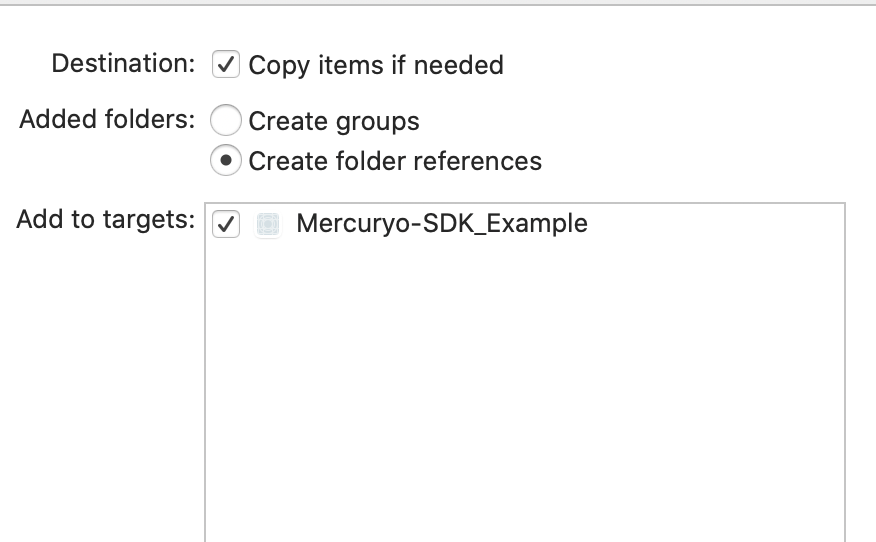 Destination: Copy items if needed
Added folders: Create groups
Create folder references
Add to targets: Mercuryo-SDK_Example